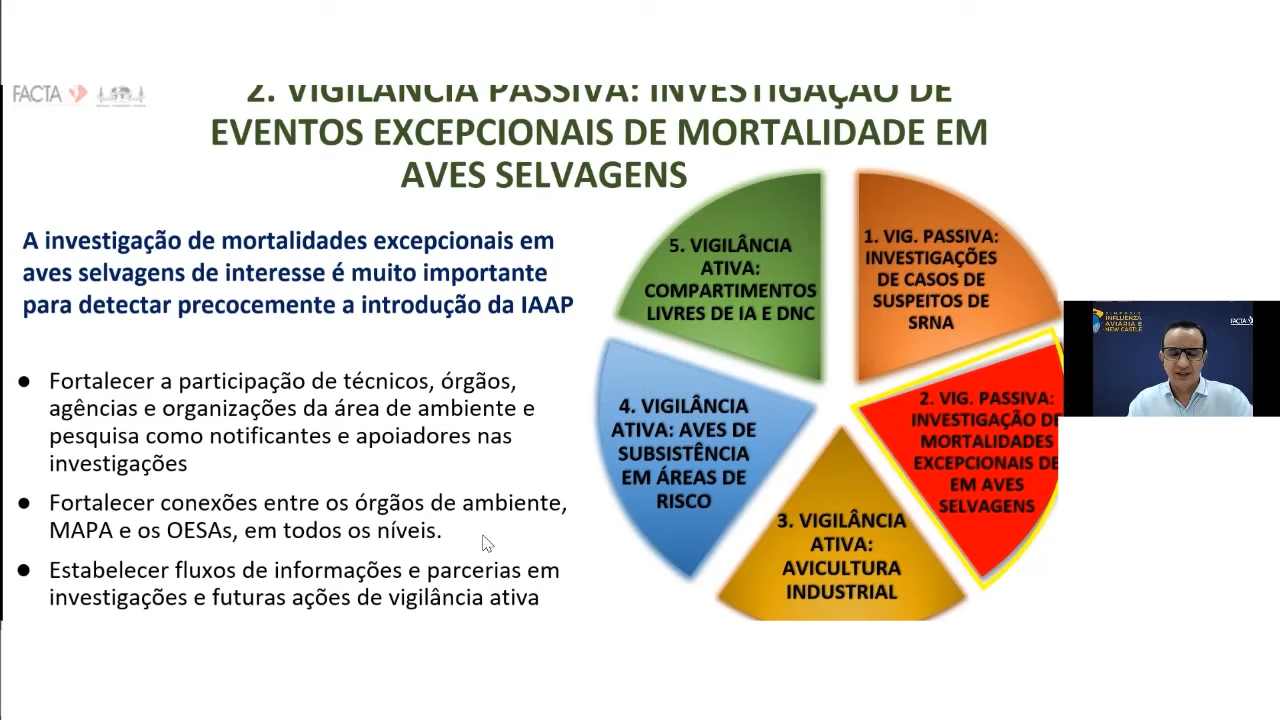 FACTA
2. VIGILÂNCIA PASSIVA: INVESTIGAÇÃO DE
EVENTOS EXCEPCIONAIS DE MORTALIDADE EM
AVES SELVAGENS
A investigação de mortalidades excepcionais em
aves selvagens de interesse é muito importante
para detectar precocemente a introdução da IAAP
● Fortalecer a participação de técnicos, órgãos,
agências e organizações da área de ambiente e
pesquisa como notificantes e apoiadores nas
investigações
● Fortalecer conexões entre os órgãos de ambiente,
MAPA e os OESAs, em todos os níveis.
● Estabelecer fluxos de informações e parcerias em
investigações e futuras ações de vigilância ativa
1. VIG. PASSIVA:
INVESTIGAÇÕES
DE CASOS DE
SUSPEITOS DE
SRNA
2. VIG. PASSIVA:
INVESTIGAÇÃO DE
MORTALIDADES
EXCEPCIONAIS DE
EM AVES
SELVAGENS
3. VIGILÂNCIA
ATIVA:
AVICULTURA
INDUSTRIAL
4. VIGILÂNCIA
ATIVA: AVES DE
SUBSISTÊNCIA
EM ÁREAS DE
RISCO
5. VIGILÂNCIA
ATIVA:
COMPARTIMENTOS
LIVRES DE IA E DNC
SIMPÓSIO
INFLUENZA
AVIARIA E
NEW CASTLE
FACTA